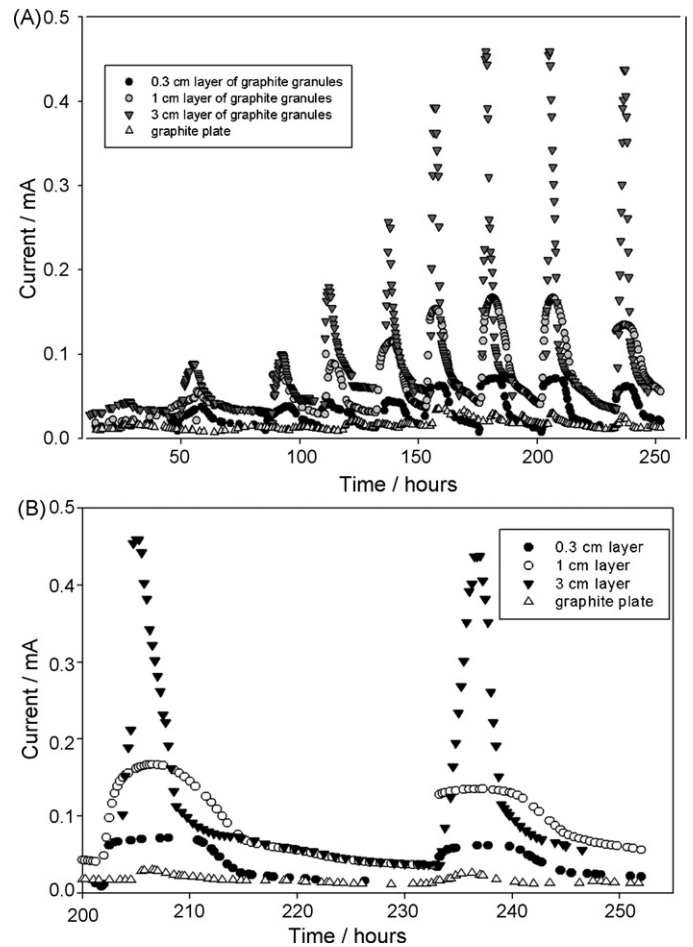 (A)
0.5
0.3 cm layer of graphite granules
1 cm layer of graphite granules
3 cm layer of graphite granules
graphite plate
0.4
0.3
0.2
0.1
0.0
Current / mA
50 100 150 200 250
Time / hours
(B)
0.5
0.3 cm layer
1 cm layer
3 cm layer
graphite plate
0.4
0.3
0.2
0.1
0.0
Current / mA
200 210 220 230 240 250
Time / hours